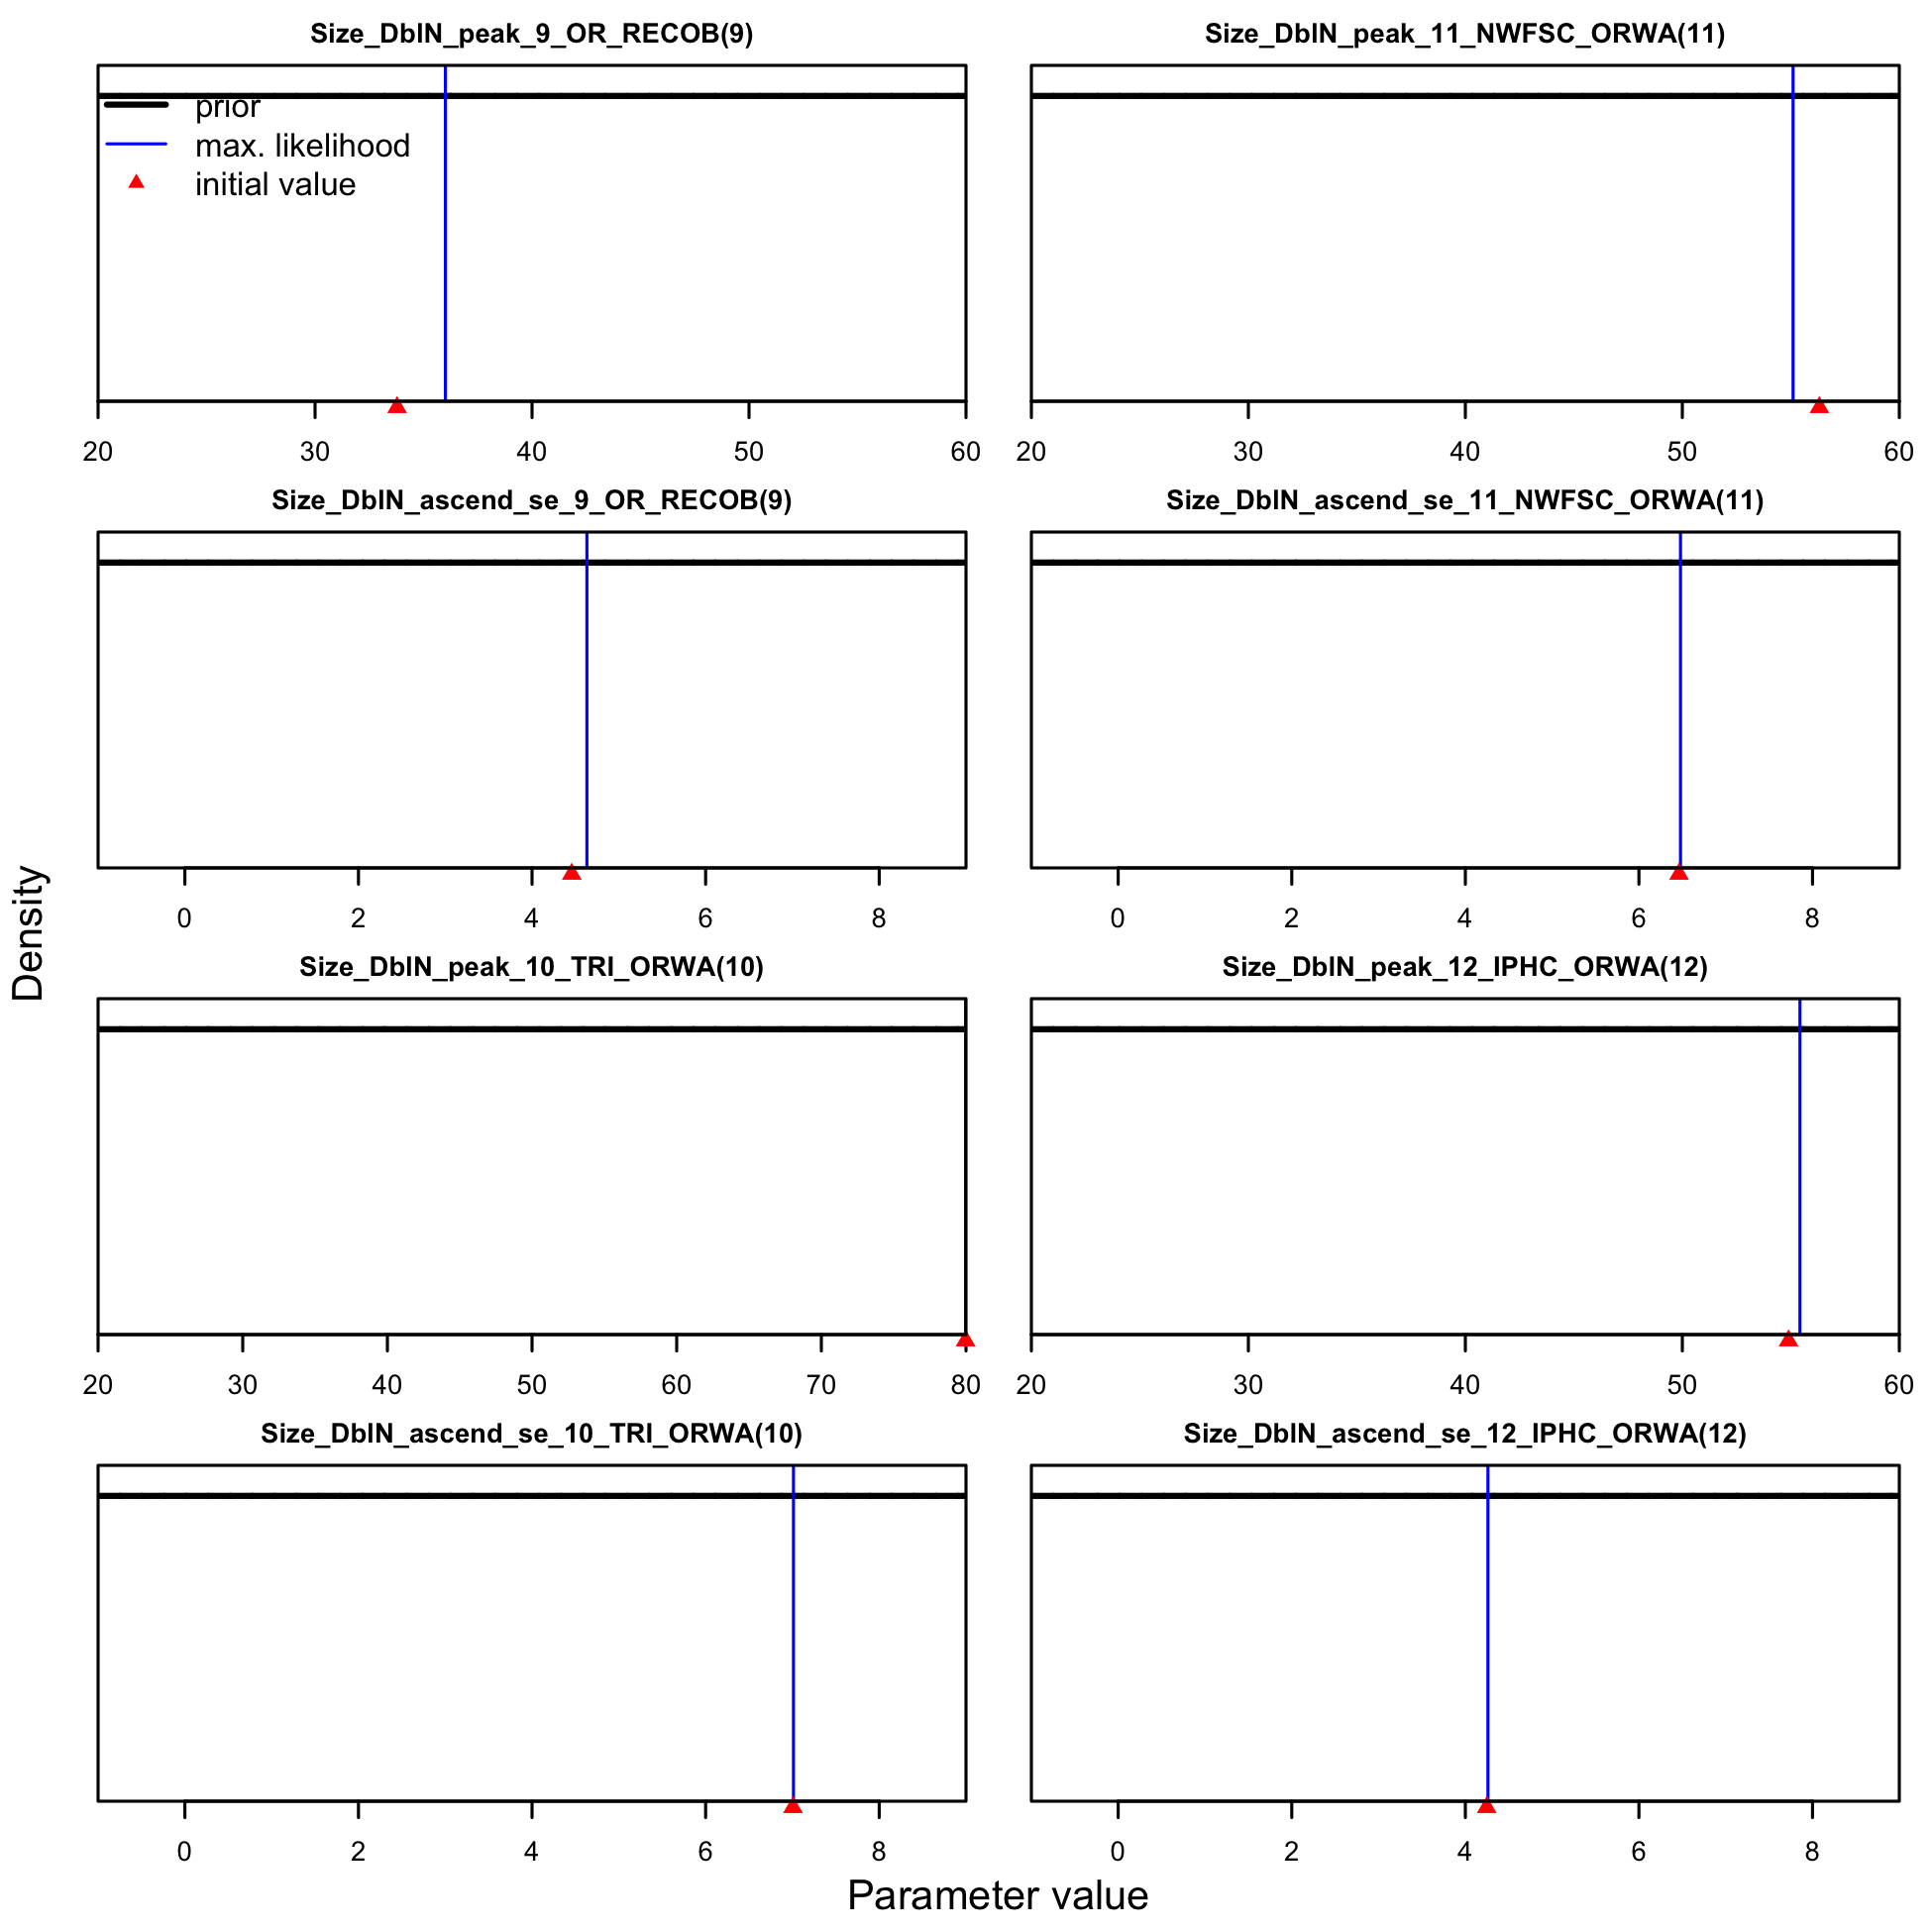 Size_DblN_peak_9_OR_RECOB(9)
prior
max. likelihood
initial value
20 30 40 50 60
Size_DblN_peak_11_NWFSC_ORWA(11)
20 30 40 50 60
Size_DblN_ascend_se_9_OR_RECOB(9)
0 2 4 6 8
Size_DblN_ascend_se_11_NWFSC_ORWA(11)
0 2 4 6 8
Density
Size_DblN_peak_10_TRI_ORWA(10)
20 30 40 50 60 70 80
Size_DblN_peak_12_IPHC_ORWA(12)
20 30 40 50 60
Size_DblN_ascend_se_10_TRI_ORWA(10)
0 2 4 6 8
Size_DblN_ascend_se_12_IPHC_ORWA(12)
0 2 4 6 8
Parameter value